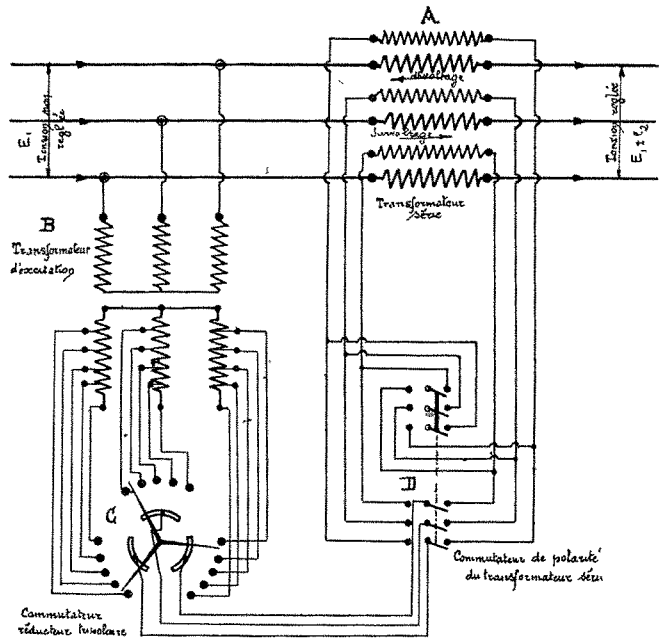 A
dévoltage
Survoltage
E₁
Tension non
réglée
Tension réglée
E₁ ± e₂
Transformateur
série
B
Transformateur
d'excitation
C
D
Commutateur de polarité
du transformateur série
Commutateur
réducteur